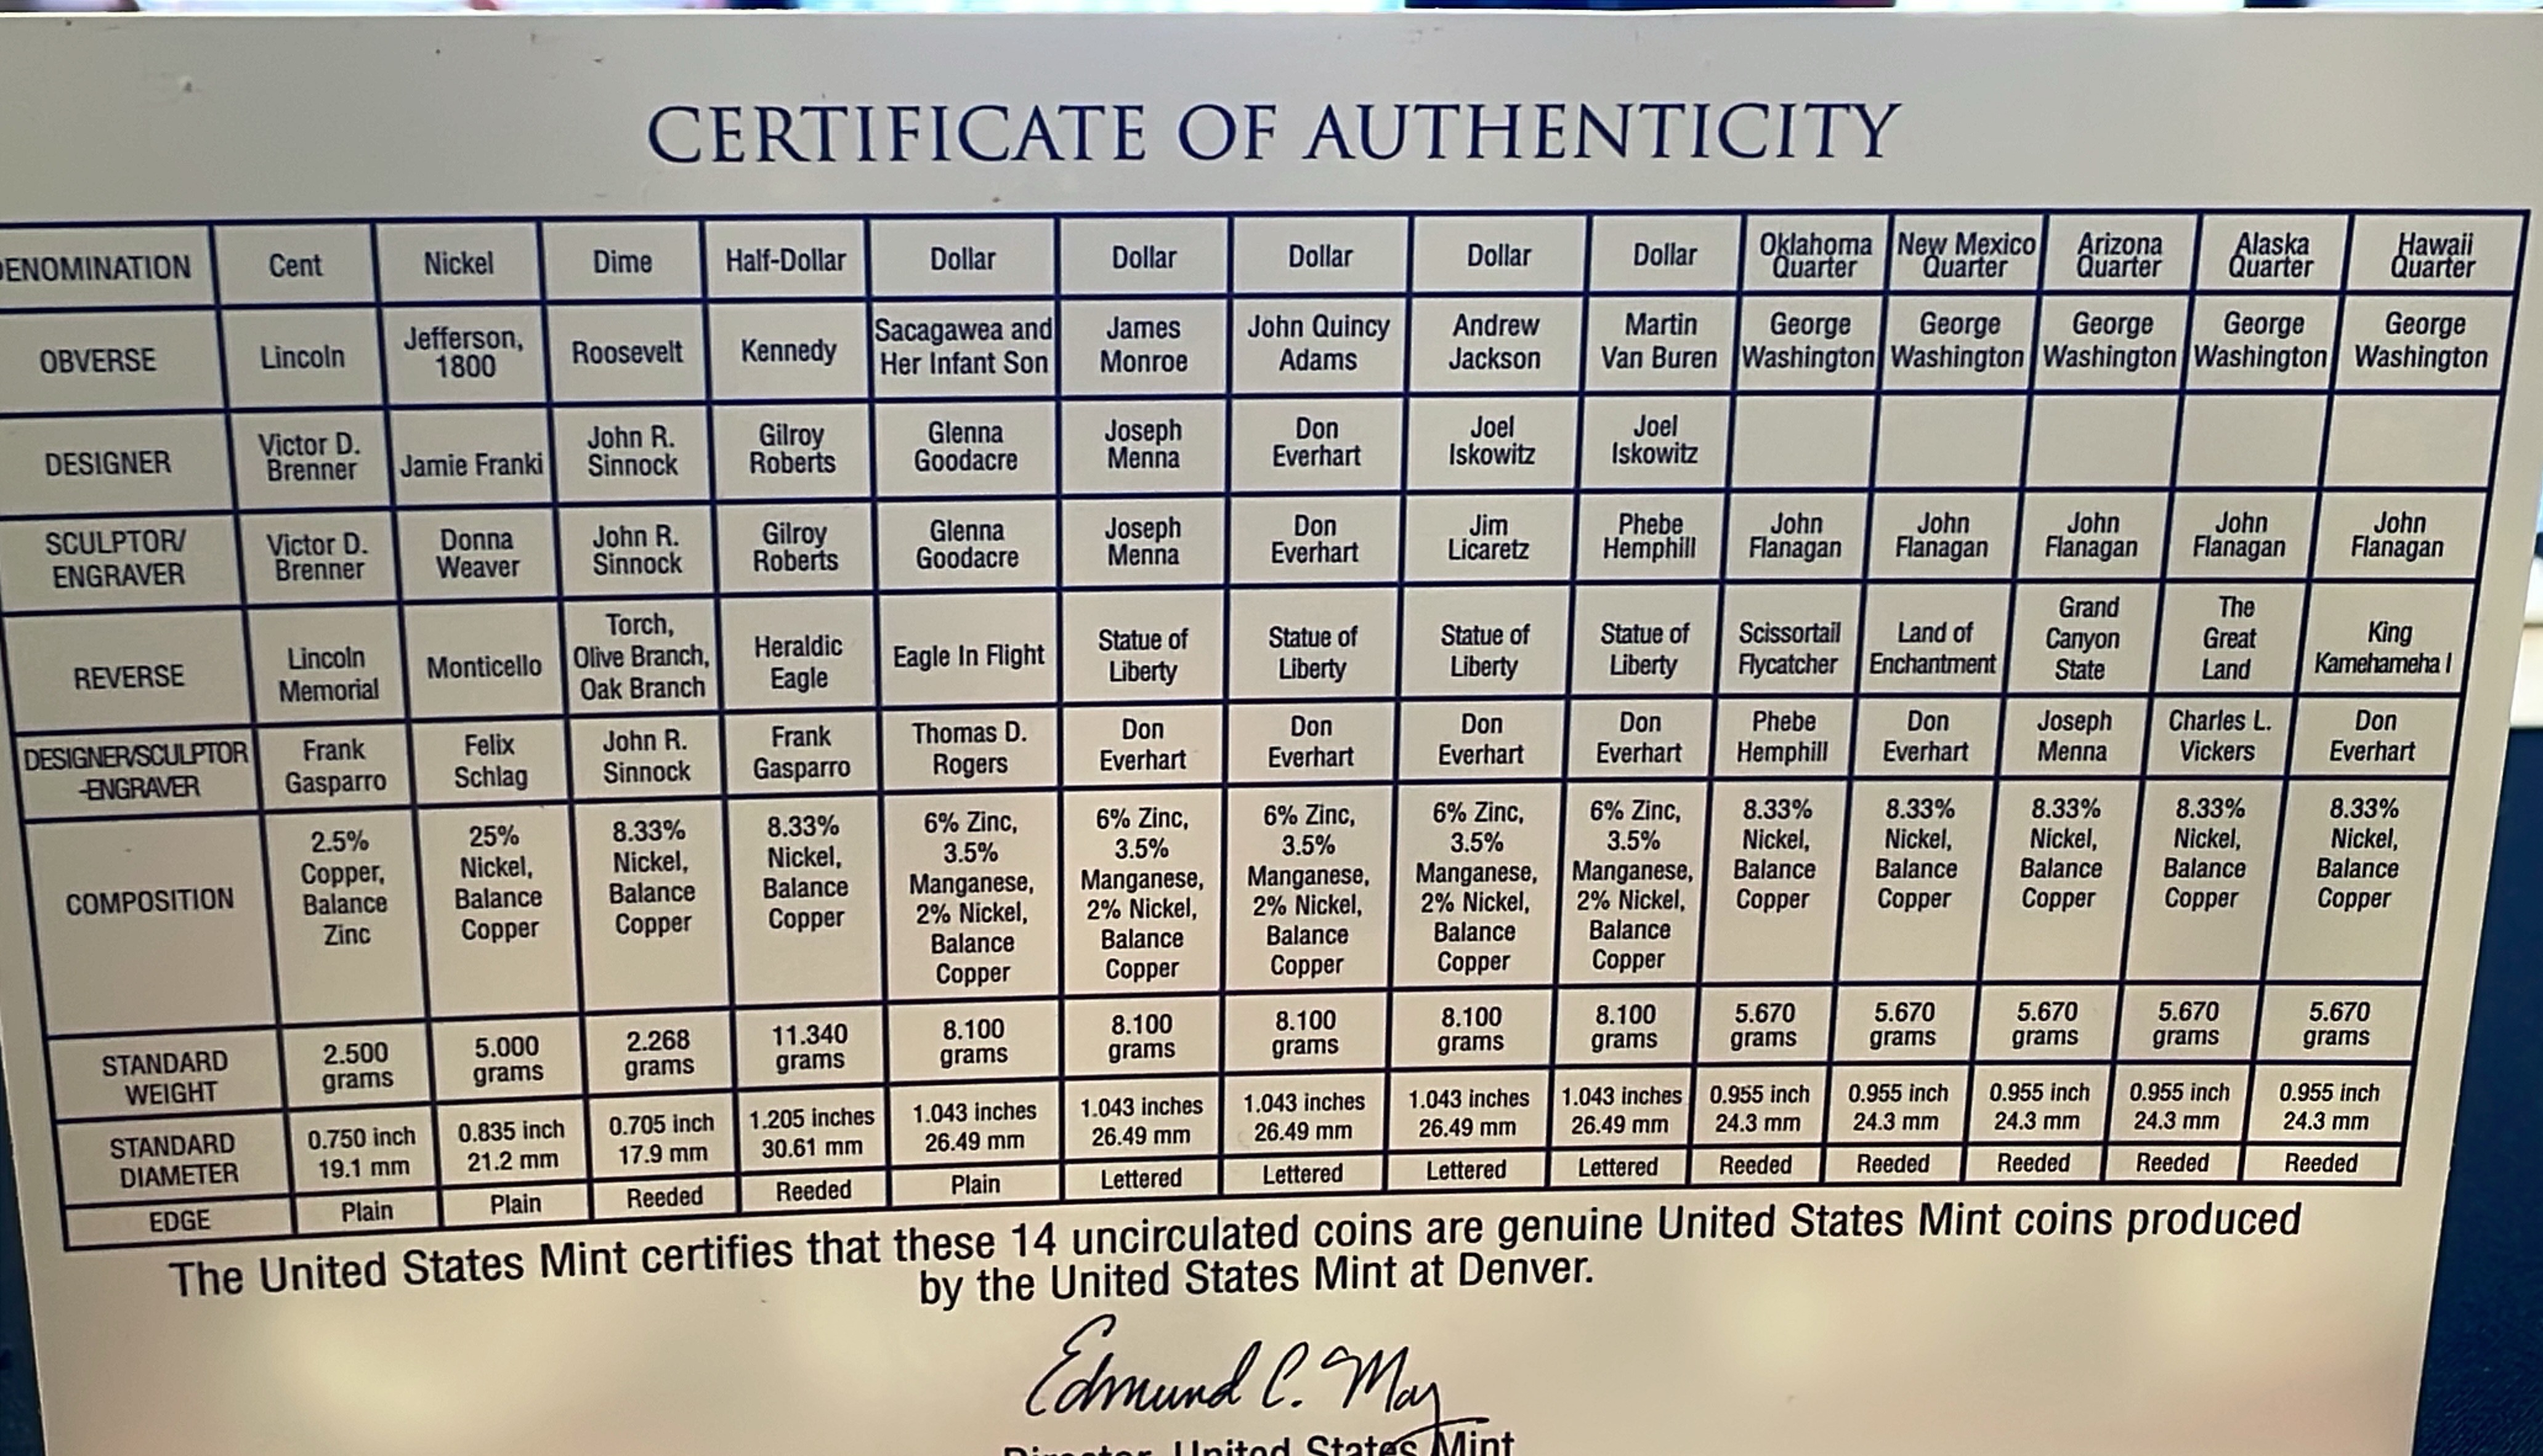 CERTIFICATE OF AUTHENTICITY
ENOMINATION Cent Nickel Dime Half-Dollar Dollar Dollar Dollar Dollar Dollar Oklahoma Quarter New Mexico Quarter Arizona Quarter Alaska Quarter Hawaii Quarter
OBVERSE Lincoln Jefferson, 1800 Roosevelt Kennedy Sacagawea and Her Infant Son James Monroe John Quincy Adams Andrew Jackson Martin Van Buren George Washington George Washington George Washington George Washington George Washington
DESIGNER Victor D. Brenner Jamie Franki John R. Sinnock Gilroy Roberts Glenna Goodacre Joseph Menna Don Everhart Joel Iskowitz Joel Iskowitz
SCULPTOR/ ENGRAVER Victor D. Brenner Donna Weaver John R. Sinnock Gilroy Roberts Glenna Goodacre Joseph Menna Don Everhart Jim Licaretz Phebe Hemphill John Flanagan John Flanagan John Flanagan John Flanagan John Flanagan
REVERSE Lincoln Memorial Monticello Torch, Olive Branch, Oak Branch Heraldic Eagle Eagle In Flight Statue of Liberty Statue of Liberty Statue of Liberty Statue of Liberty Scissortail Flycatcher Land of Enchantment Grand Canyon State The Great Land King Kamehameha I
DESIGNER/SCULPTOR -ENGRAVER Frank Gasparro Felix Schlag John R. Sinnock Frank Gasparro Thomas D. Rogers Don Everhart Don Everhart Don Everhart Don Everhart Phebe Hemphill Don Everhart Joseph Menna Charles L. Vickers Don Everhart
COMPOSITION 2.5% Copper, Balance Zinc 25% Nickel, Balance Copper 8.33% Nickel, Balance Copper 8.33% Nickel, Balance Copper 6% Zinc, 3.5% Manganese, 2% Nickel, Balance Copper 6% Zinc, 3.5% Manganese, 2% Nickel, Balance Copper 6% Zinc, 3.5% Manganese, 2% Nickel, Balance Copper 6% Zinc, 3.5% Manganese, 2% Nickel, Balance Copper 6% Zinc, 3.5% Manganese, 2% Nickel, Balance Copper 8.33% Nickel, Balance Copper 8.33% Nickel, Balance Copper 8.33% Nickel, Balance Copper 8.33% Nickel, Balance Copper 8.33% Nickel, Balance Copper
STANDARD WEIGHT 2.500 grams 5.000 grams 2.268 grams 11.340 grams 8.100 grams 8.100 grams 8.100 grams 8.100 grams 8.100 grams 5.670 grams 5.670 grams 5.670 grams 5.670 grams 5.670 grams
STANDARD DIAMETER 0.750 inch 19.1 mm 0.835 inch 21.2 mm 0.705 inch 17.9 mm 1.205 inches 30.61 mm 1.043 inches 26.49 mm 1.043 inches 26.49 mm 1.043 inches 26.49 mm 1.043 inches 26.49 mm 1.043 inches 26.49 mm 0.955 inch 24.3 mm 0.955 inch 24.3 mm 0.955 inch 24.3 mm 0.955 inch 24.3 mm 0.955 inch 24.3 mm
EDGE Plain Plain Reeded Reeded Plain Lettered Lettered Lettered Lettered Reeded Reeded Reeded Reeded Reeded
The United States Mint certifies that these 14 uncirculated coins are genuine United States Mint coins produced
by the United States Mint at Denver.
Edmund C. Moy
Director, United States Mint